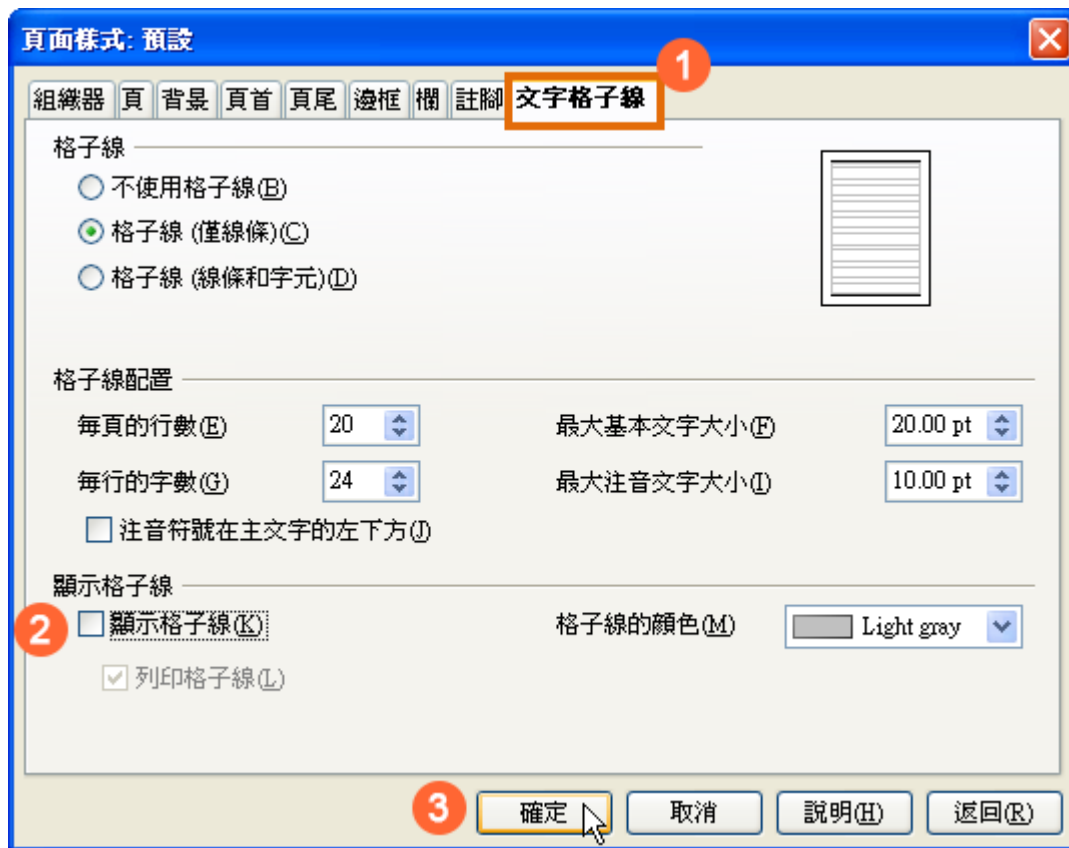 頁面樣式: 預設
1
組織器 頁 背景 頁首 頁尾 邊框 欄 註腳 文字格子線
格子線
不使用格子線(B)
格子線 (僅線條)(C)
格子線 (線條和字元)(D)
格子線配置
每頁的行數(E) 20 最大基本文字大小(F) 20.00 pt
每行的字數(G) 24 最大注音文字大小(I) 10.00 pt
注音符號在主文字的左下方(J)
顯示格子線
2 顯示格子線(K) 格子線的顏色(M) Light gray
列印格子線(L)
3 確定 取消 說明(H) 返回(R)